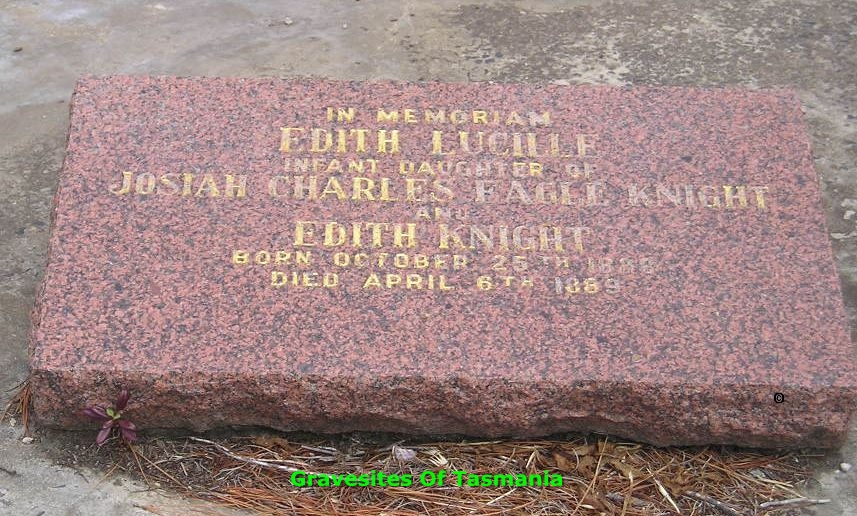 IN MEMORIAM
EDITH LUCILLE
INFANT DAUGHTER OF
JOSIAH CHARLES EAGLE KNIGHT
AND
EDITH KNIGHT
BORN OCTOBER 25TH 1888
DIED APRIL 6TH 1889
©
Gravesites Of Tasmania